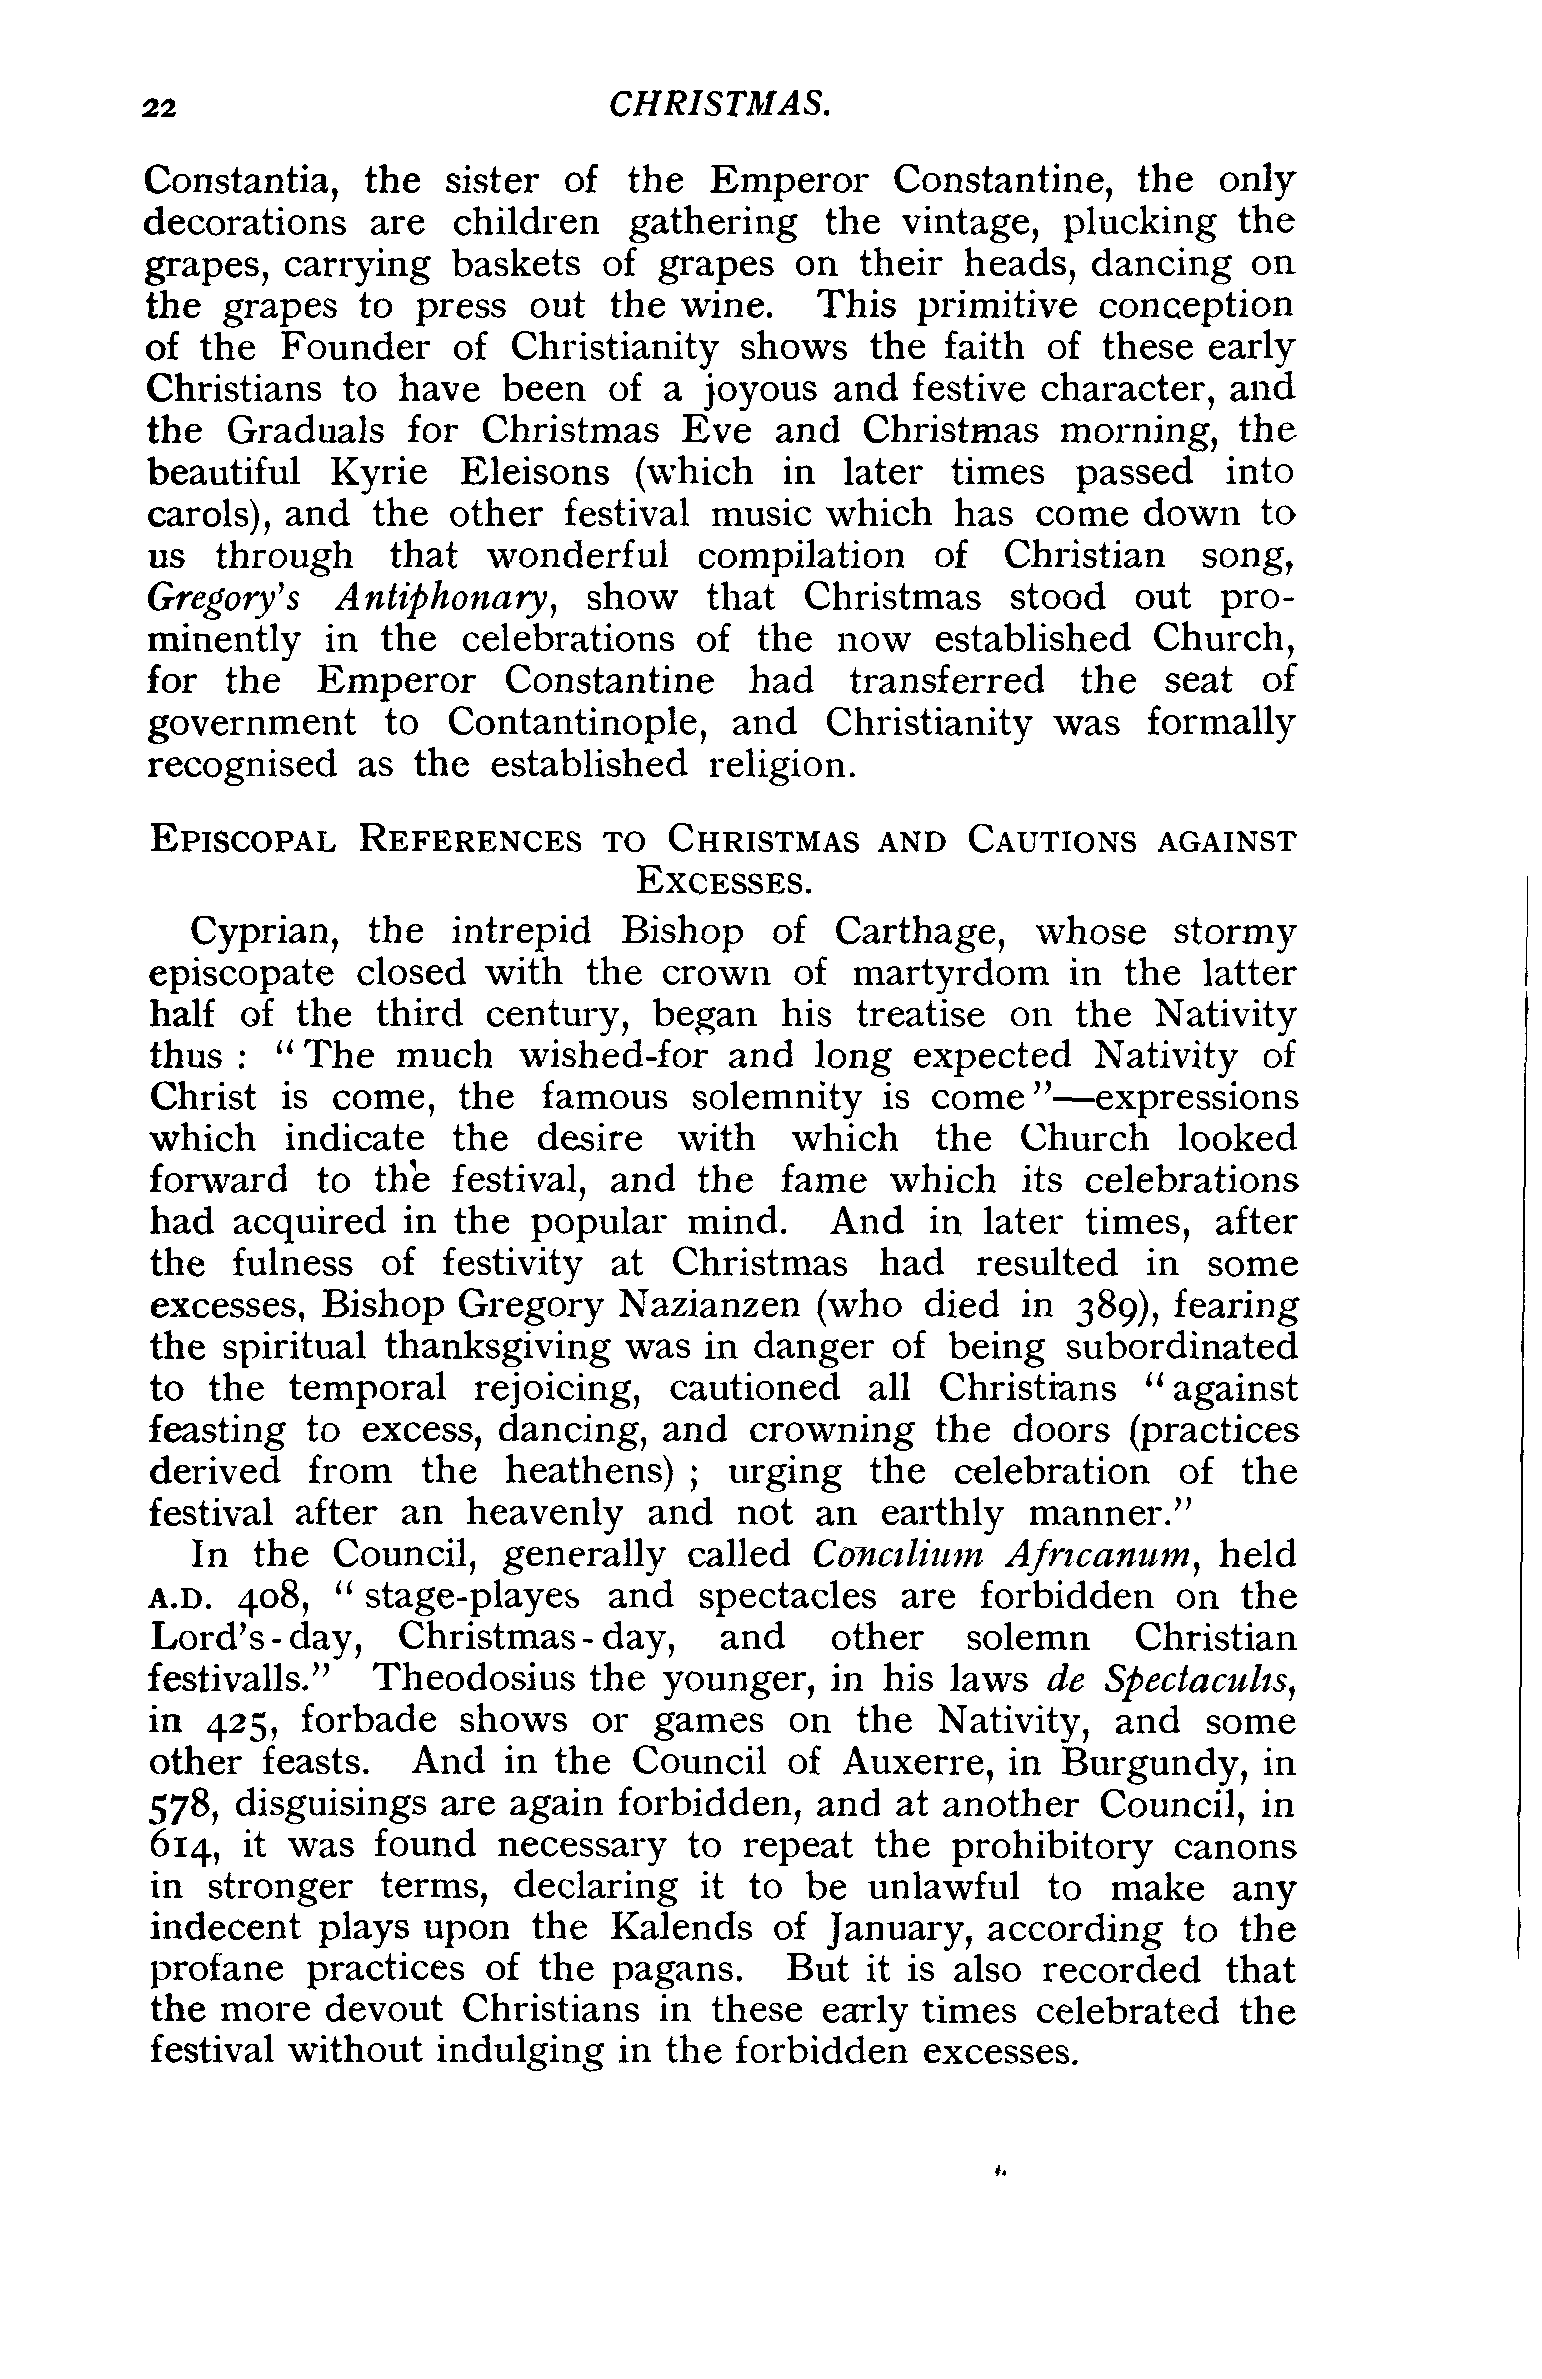 22 CHRISTMAS.
Constantia, the sister of the Emperor Constantine, the only
decorations are children gathering the vintage, plucking the
grapes, carrying baskets of grapes on their heads, dancing on
the grapes to press out the wine. This primitive conception
of the Founder of Christianity shows the faith of these early
Christians to have been of a joyous and festive character, and
the Graduals for Christmas Eve and Christmas morning, the
beautiful Kyrie Eleisons (which in later times passed into
carols), and the other festival music which has come down to
us through that wonderful compilation of Christian song,
Gregory's Antiphonary, show that Christmas stood out pro-
minently in the celebrations of the now established Church,
for the Emperor Constantine had transferred the seat of
government to Contantinople, and Christianity was formally
recognised as the established religion.
EPISCOPAL REFERENCES TO CHRISTMAS AND CAUTIONS AGAINST
EXCESSES.
Cyprian, the intrepid Bishop of Carthage, whose stormy
episcopate closed with the crown of martyrdom in the latter
half of the third century, began his treatise on the Nativity
thus : "The much wished-for and long expected Nativity of
Christ is come, the famous solemnity is come"—expressions
which indicate the desire with which the Church looked
forward to the festival, and the fame which its celebrations
had acquired in the popular mind. And in later times, after
the fulness of festivity at Christmas had resulted in some
excesses, Bishop Gregory Nazianzen (who died in 389), fearing
the spiritual thanksgiving was in danger of being subordinated
to the temporal rejoicing, cautioned all Christians "against
feasting to excess, dancing, and crowning the doors (practices
derived from the heathens) ; urging the celebration of the
festival after an heavenly and not an earthly manner."
In the Council, generally called Concilium Africanum, held
A.D. 408, "stage-playes and spectacles are forbidden on the
Lord's-day, Christmas-day, and other solemn Christian
festivalls." Theodosius the younger, in his laws de Spectaculis,
in 425, forbade shows or games on the Nativity, and some
other feasts. And in the Council of Auxerre, in Burgundy, in
578, disguisings are again forbidden, and at another Council, in
614, it was found necessary to repeat the prohibitory canons
in stronger terms, declaring it to be unlawful to make any
indecent plays upon the Kalends of January, according to the
profane practices of the pagans. But it is also recorded that
the more devout Christians in these early times celebrated the
festival without indulging in the forbidden excesses.